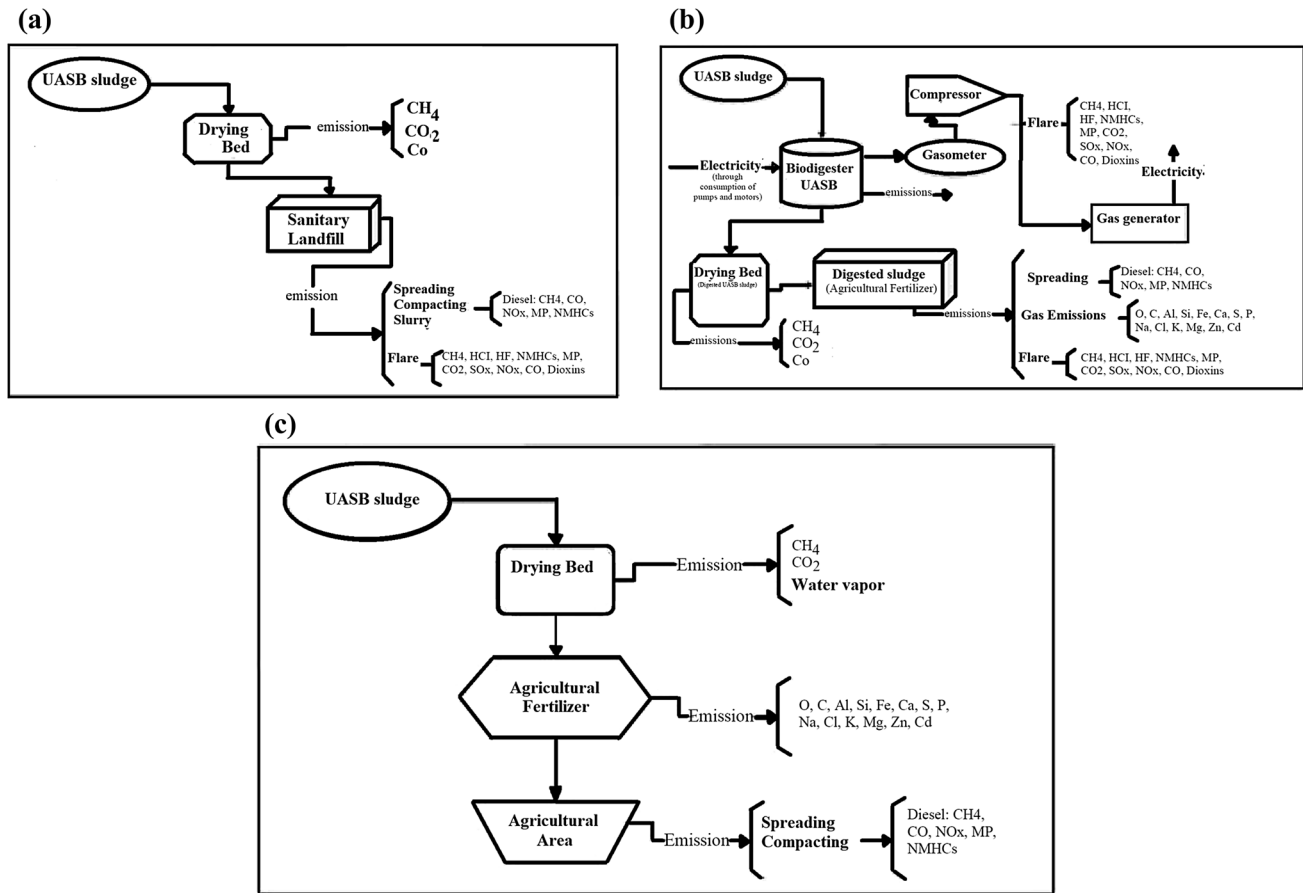 (a)
UASB sludge
Drying
Bed
emission
CH4
CO2
Co
Sanitary
Landfill
emission
Spreading
Compacting
Slurry
Diesel: CH4, CO,
NOx, MP, NMHCs
Flare
CH4, HCI, HF, NMHCs, MP,
CO2, SOx, NOx, CO, Dioxins
(b)
UASB sludge
Compressor
Flare
CH4, HCI,
HF, NMHCs,
MP, CO2,
SOx, NOx,
CO, Dioxins
Electricity
(through
consumption of
pumps and motors)
Biodigester
UASB
Gasometer
emissions
Electricity
Gas generator
Drying Bed
(Digested UASB sludge)
Digested sludge
(Agricultural Fertilizer)
emissions
CH4
CO2
Co
emissions
Spreading
Diesel: CH4, CO,
NOx, MP, NMHCs
Gas Emissions
O, C, Al, Si, Fe, Ca, S, P,
Na, Cl, K, Mg, Zn, Cd
Flare
CH4, HCI, HF, NMHCs, MP,
CO2, SOx, NOx, CO, Dioxins
(c)
UASB sludge
Drying Bed
Emission
CH4
CO2
Water vapor
Agricultural
Fertilizer
Emission
O, C, Al, Si, Fe, Ca, S, P,
Na, Cl, K, Mg, Zn, Cd
Agricultural
Area
Emission
Spreading
Compacting
Diesel: CH4,
CO, NOx, MP,
NMHCs